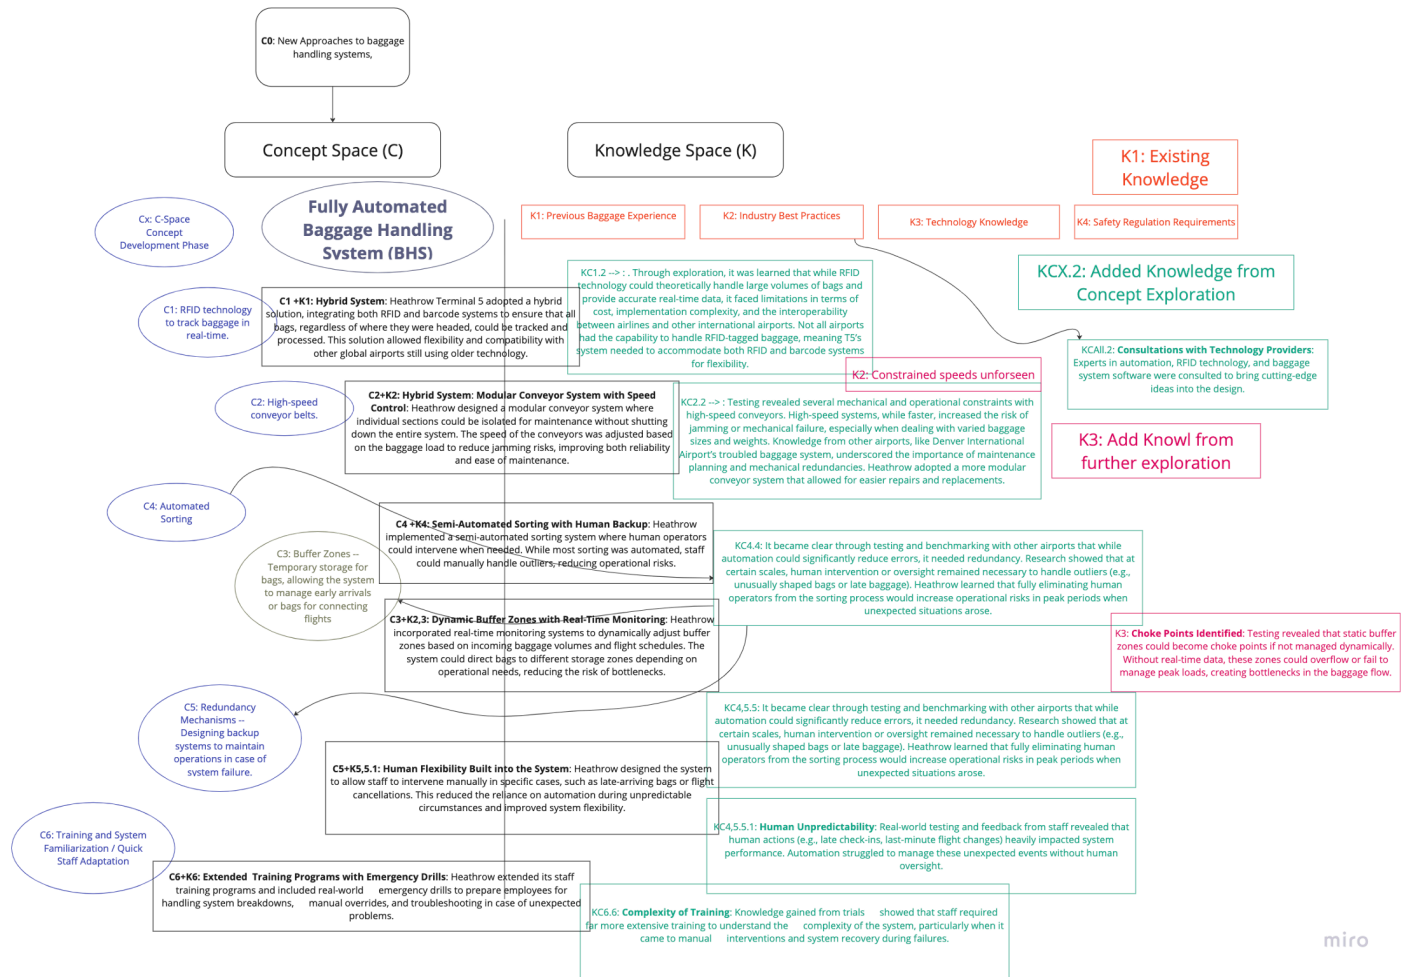 C0: New Approaches to baggage
handling systems,
Concept Space (C)
Knowledge Space (K)
K1: Existing
Knowledge
Cx: C-Space
Concept
Development Phase
Fully Automated
Baggage Handling
System (BHS)
K1: Previous Baggage Experience
K2: Industry Best Practices
K3: Technology Knowledge
K4: Safety Regulation Requirements
KCX.2: Added Knowledge from
Concept Exploration
C1: RFID technology
to track baggage in
real-time.
C1 +K1: Hybrid System: Heathrow Terminal 5 adopted a hybrid
solution, integrating both RFID and barcode systems to ensure that all
bags, regardless of where they were headed, could be tracked and
processed. This solution allowed flexibility and compatibility with
other global airports still using older technology.
KC1.2 --> : . Through exploration, it was learned that while RFID
technology could theoretically handle large volumes of bags and
provide accurate real-time data, it faced limitations in terms of
cost, implementation complexity, and the interoperability
between airlines and other international airports. Not all airports
had the capability to handle RFID-tagged baggage, meaning T5's
system needed to accommodate both RFID and barcode systems
for flexibility.
KCAll.2: Consultations with Technology Providers:
Experts in automation, RFID technology, and baggage
system software were consulted to bring cutting-edge
ideas into the design.
K2: Constrained speeds unforseen
C2: High-speed
conveyor belts.
C2+K2: Hybrid System: Modular Conveyor System with Speed
Control: Heathrow designed a modular conveyor system where
individual sections could be isolated for maintenance without shutting
down the entire system. The speed of the conveyors was adjusted based
on the baggage load to reduce jamming risks, improving both reliability
and ease of maintenance.
KC2.2 --> : Testing revealed several mechanical and operational constraints with
high-speed conveyors. High-speed systems, while faster, increased the risk of
jamming or mechanical failure, especially when dealing with varied baggage
sizes and weights. Knowledge from other airports, like Denver International
Airport's troubled baggage system, underscored the importance of maintenance
planning and mechanical redundancies. Heathrow adopted a more modular
conveyor system that allowed for easier repairs and replacements.
K3: Add Knowl from
further exploration
C4: Automated
Sorting
C4 +K4: Semi-Automated Sorting with Human Backup: Heathrow
implemented a semi-automated sorting system where human operators
could intervene when needed. While most sorting was automated, staff
could manually handle outliers, reducing operational risks.
C3: Buffer Zones --
Temporary storage for
bags, allowing the system
to manage early arrivals
or bags for connecting
flights
KC4.4: It became clear through testing and benchmarking with other airports that while
automation could significantly reduce errors, it needed redundancy. Research showed that at
certain scales, human intervention or oversight remained necessary to handle outliers (e.g.,
unusually shaped bags or late baggage). Heathrow learned that fully eliminating human
operators from the sorting process would increase operational risks in peak periods when
unexpected situations arose.
C3+K2,3: Dynamic Buffer Zones with Real-Time Monitoring: Heathrow
incorporated real-time monitoring systems to dynamically adjust buffer
zones based on incoming baggage volumes and flight schedules. The
system could direct bags to different storage zones depending on
operational needs, reducing the risk of bottlenecks.
K3: Choke Points Identified: Testing revealed that static buffer
zones could become choke points if not managed dynamically.
Without real-time data, these zones could overflow or fail to
manage peak loads, creating bottlenecks in the baggage flow.
C5: Redundancy
Mechanisms --
Designing backup
systems to maintain
operations in case of
system failure.
KC4,5.5: It became clear through testing and benchmarking with other airports that while
automation could significantly reduce errors, it needed redundancy. Research showed that at
certain scales, human intervention or oversight remained necessary to handle outliers (e.g.,
unusually shaped bags or late baggage). Heathrow learned that fully eliminating human
operators from the sorting process would increase operational risks in peak periods when
unexpected situations arose.
C5+K5,5.1: Human Flexibility Built into the System: Heathrow designed the system
to allow staff to intervene manually in specific cases, such as late-arriving bags or flight
cancellations. This reduced the reliance on automation during unpredictable
circumstances and improved system flexibility.
KC4,5.5.1: Human Unpredictability: Real-world testing and feedback from staff revealed that
human actions (e.g., late check-ins, last-minute flight changes) heavily impacted system
performance. Automation struggled to manage these unexpected events without human
oversight.
C6: Training and System
Familiarization / Quick
Staff Adaptation
C6+K6: Extended Training Programs with Emergency Drills: Heathrow extended its staff
training programs and included real-world emergency drills to prepare employees for
handling system breakdowns, manual overrides, and troubleshooting in case of unexpected
problems.
KC6.6: Complexity of Training: Knowledge gained from trials showed that staff required
far more extensive training to understand the complexity of the system, particularly when it
came to manual interventions and system recovery during failures.
miro